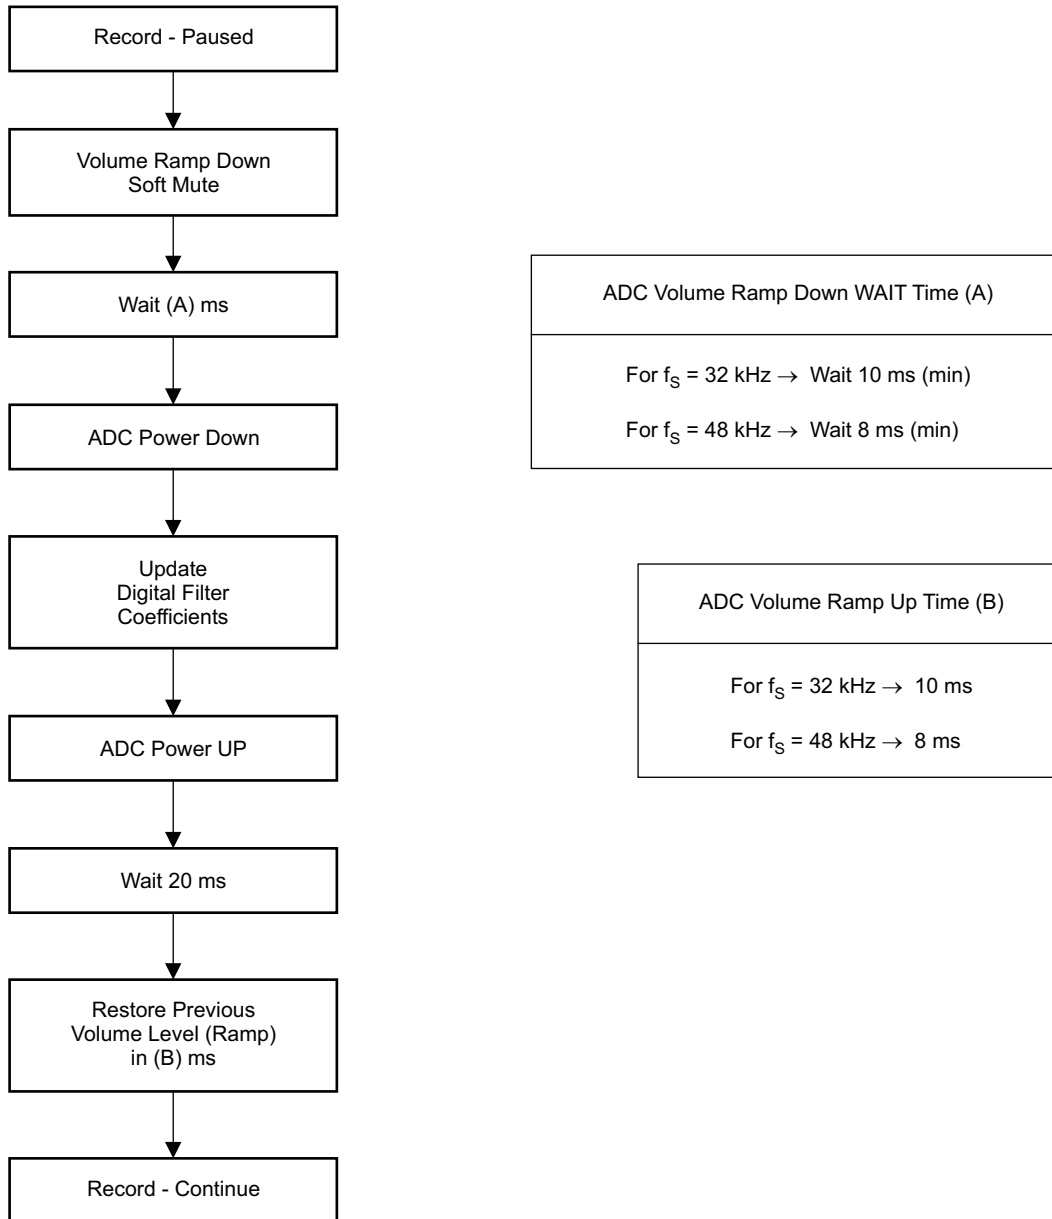 Record - Paused
Volume Ramp Down
Soft Mute
Wait (A) ms
ADC Power Down
Update
Digital Filter
Coefficients
ADC Power UP
Wait 20 ms
Restore Previous
Volume Level (Ramp)
in (B) ms
Record - Continue
ADC Volume Ramp Down WAIT Time (A)
For fS = 32 kHz → Wait 10 ms (min)
For fS = 48 kHz → Wait 8 ms (min)
ADC Volume Ramp Up Time (B)
For fS = 32 kHz → 10 ms
For fS = 48 kHz → 8 ms